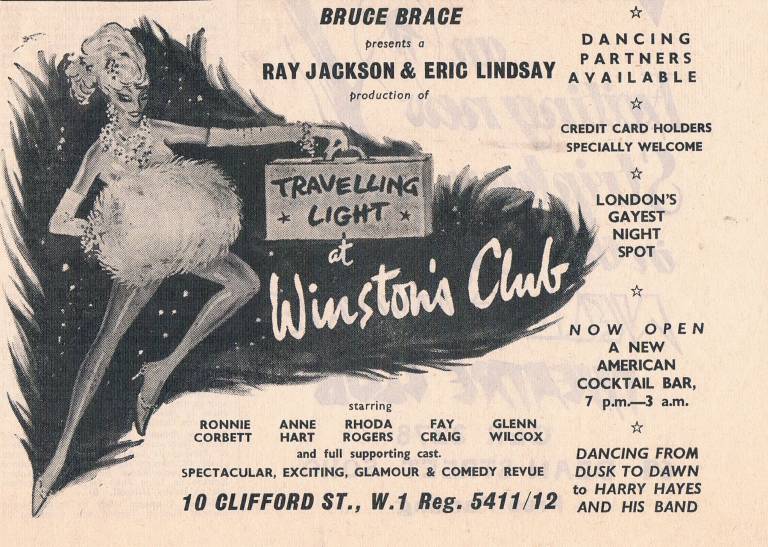 BRUCE BRACE
presents a
RAY JACKSON & ERIC LINDSAY
production of
TRAVELLING
LIGHT
at
Winston's Club
starring
RONNIE CORBETT
ANNE HART
RHODA ROGERS
FAY CRAIG
GLENN WILCOX
and full supporting cast.
SPECTACULAR, EXCITING, GLAMOUR & COMEDY REVUE
10 CLIFFORD ST., W.1 Reg. 5411/12
DANCING
PARTNERS
AVAILABLE
CREDIT CARD HOLDERS
SPECIALLY WELCOME
LONDON'S
GAYEST
NIGHT
SPOT
NOW OPEN
A NEW
AMERICAN
COCKTAIL BAR,
7 p.m.—3 a.m.
DANCING FROM
DUSK TO DAWN
to HARRY HAYES
AND HIS BAND